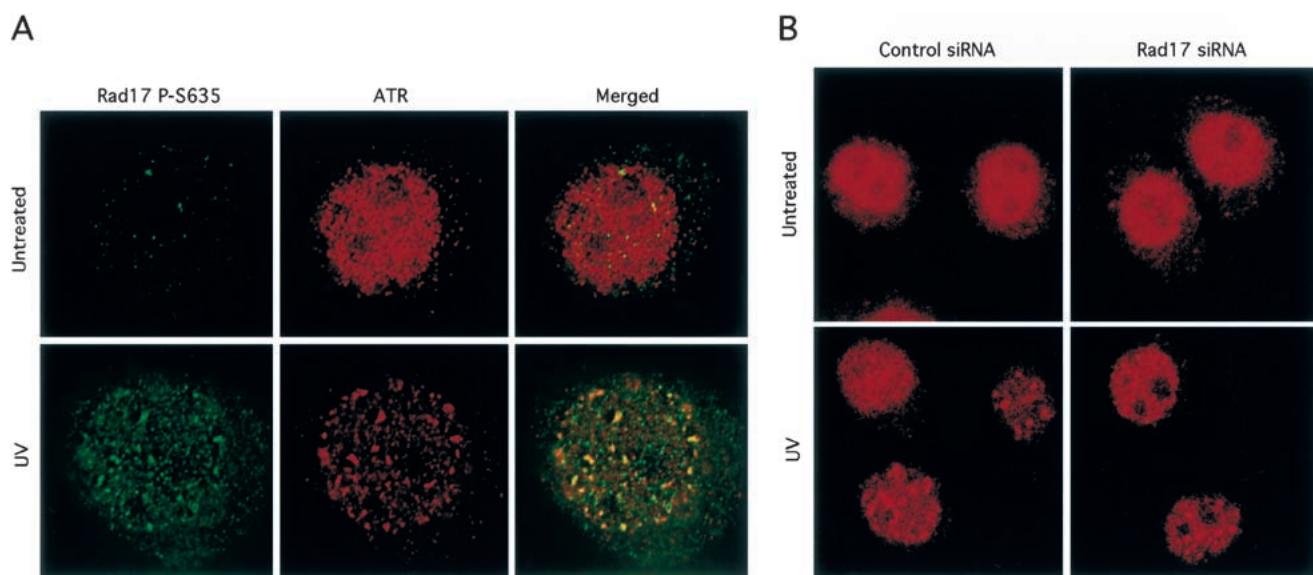 A
Rad17 P-S635
ATR
Merged
Untreated
UV
B
Control siRNA
Rad17 siRNA
Untreated
UV